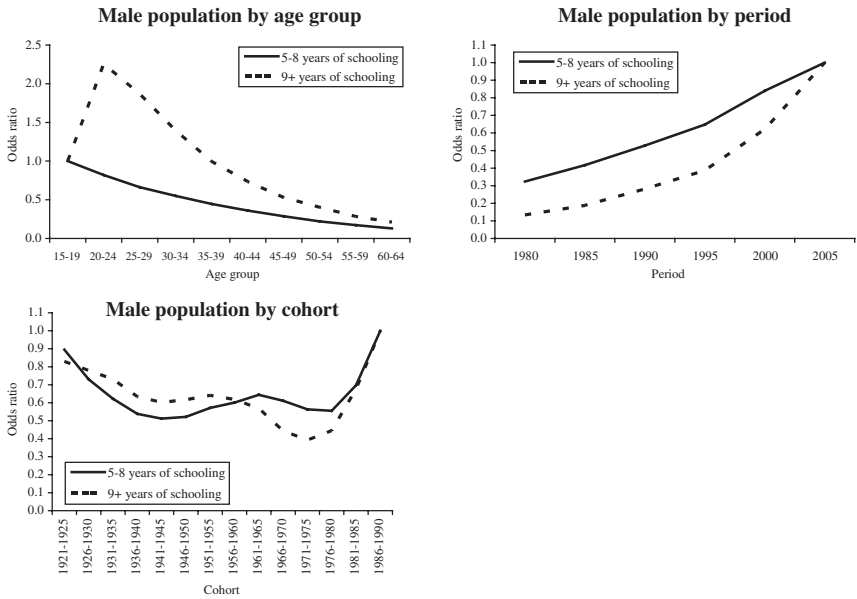 Male population by age group
2.5
2.0
1.5
1.0
0.5
0.0
Odds ratio
5-8 years of schooling
9+ years of schooling
15-19 20-24 25-29 30-34 35-39 40-44 45-49 50-54 55-59 60-64
Age group
Male population by period
1.1
1.0
0.9
0.8
0.7
0.6
0.5
0.4
0.3
0.2
0.1
0.0
Odds ratio
5-8 years of schooling
9+ years of schooling
1980 1985 1990 1995 2000 2005
Period
Male population by cohort
1.1
1.0
0.9
0.8
0.7
0.6
0.5
0.4
0.3
0.2
0.1
0.0
Odds ratio
5-8 years of schooling
9+ years of schooling
1921-1925
1926-1930
1931-1935
1936-1940
1941-1945
1946-1950
1951-1955
1956-1960
1961-1965
1966-1970
1971-1975
1976-1980
1981-1985
1986-1990
Cohort